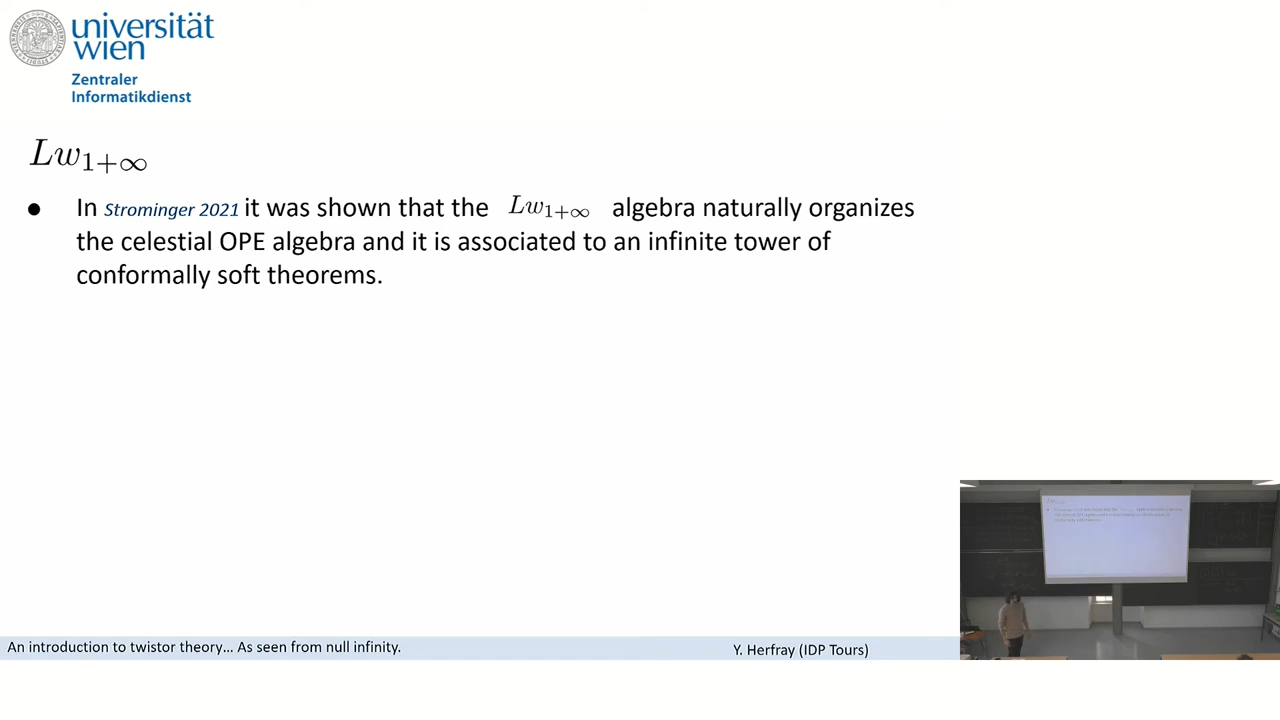 universität
wien
Zentraler
Informatikdienst
Lw₁₊∞
● In Strominger 2021 it was shown that the Lw₁₊∞ algebra naturally organizes
the celestial OPE algebra and it is associated to an infinite tower of
conformally soft theorems.
An introduction to twistor theory... As seen from null infinity.
Y. Herfray (IDP Tours)